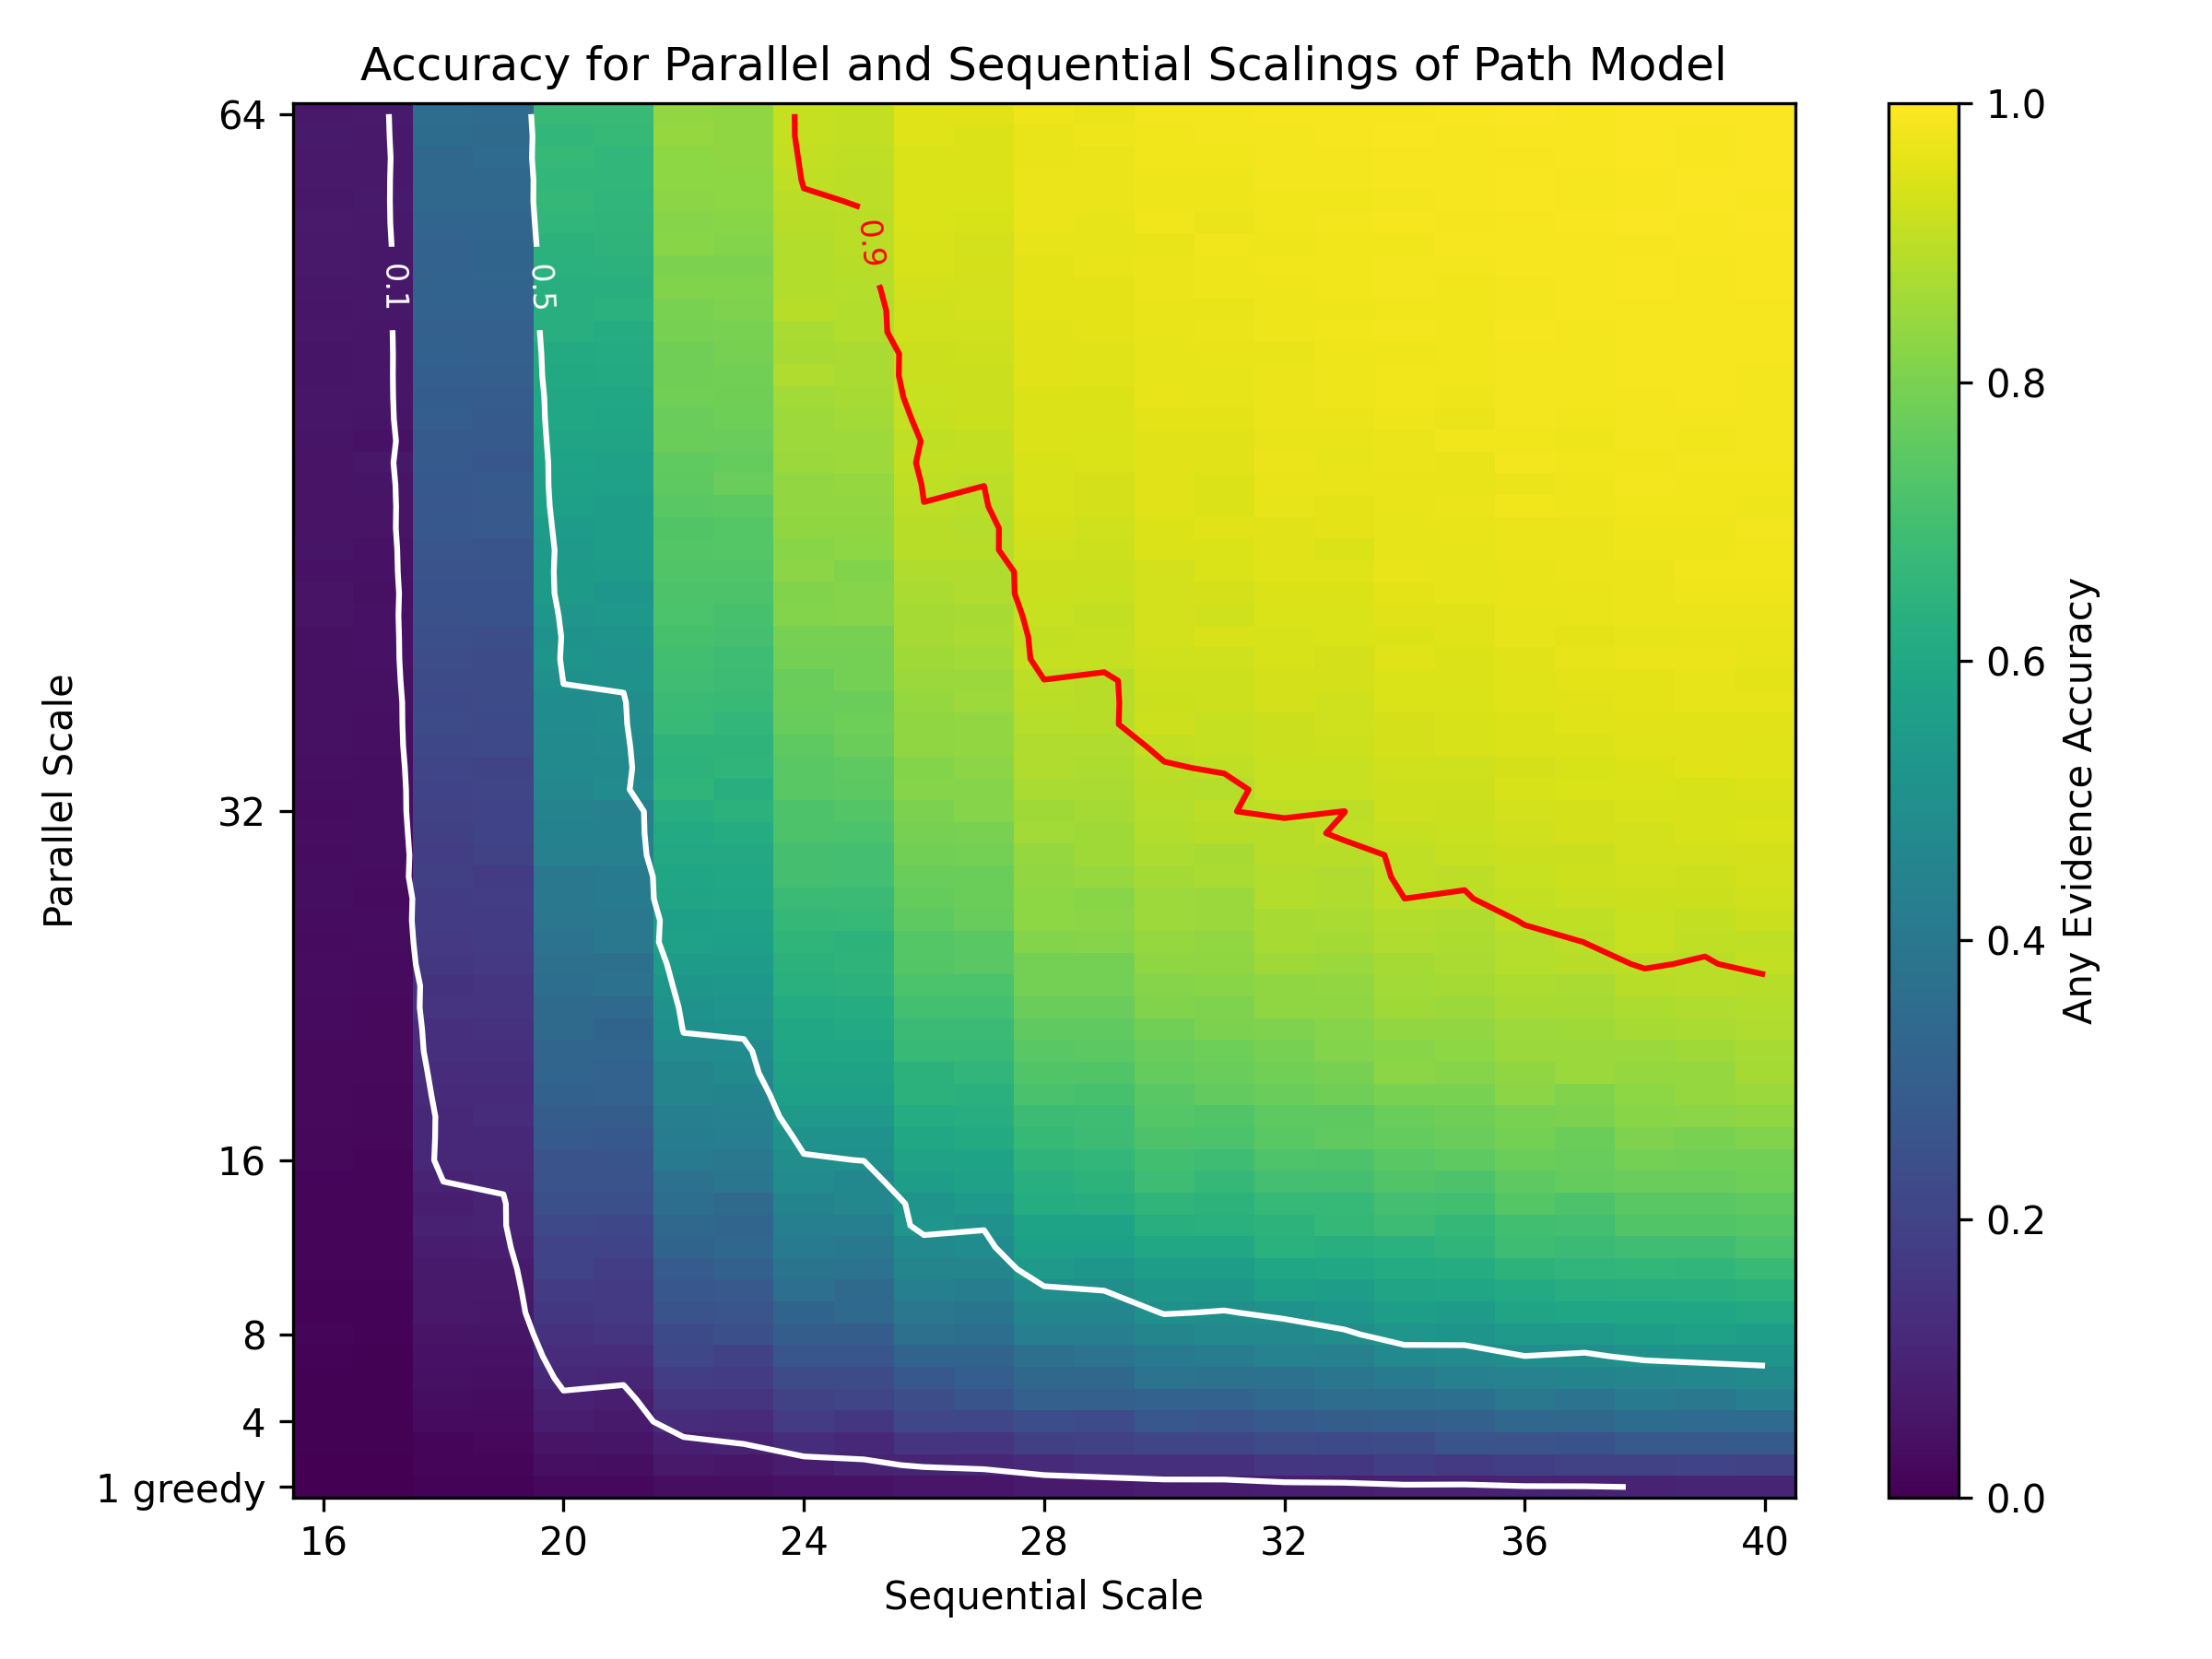 Accuracy for Parallel and Sequential Scalings of Path Model
64
32
16
8
4
1 greedy
Parallel Scale
0.1
0.5
0.9
16 20 24 28 32 36 40
Sequential Scale
1.0
0.8
0.6
0.4
0.2
0.0
Any Evidence Accuracy